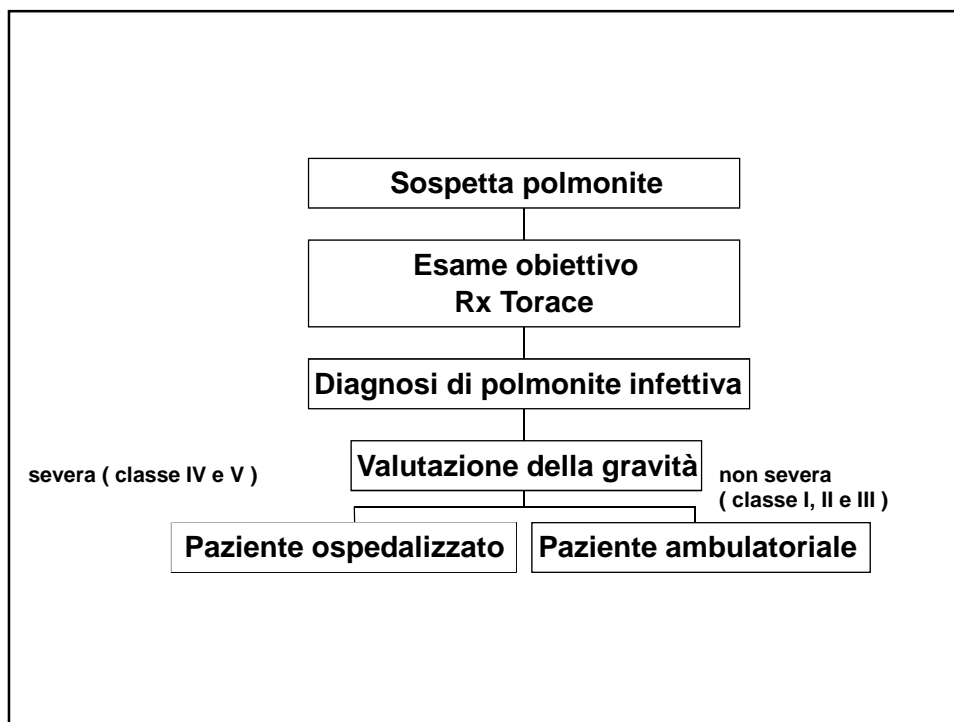 Sospetta polmonite
Esame obiettivo
Rx Torace
Diagnosi di polmonite infettiva
Valutazione della gravità
severa ( classe IV e V )
non severa
( classe I, II e III )
Paziente ospedalizzato
Paziente ambulatoriale